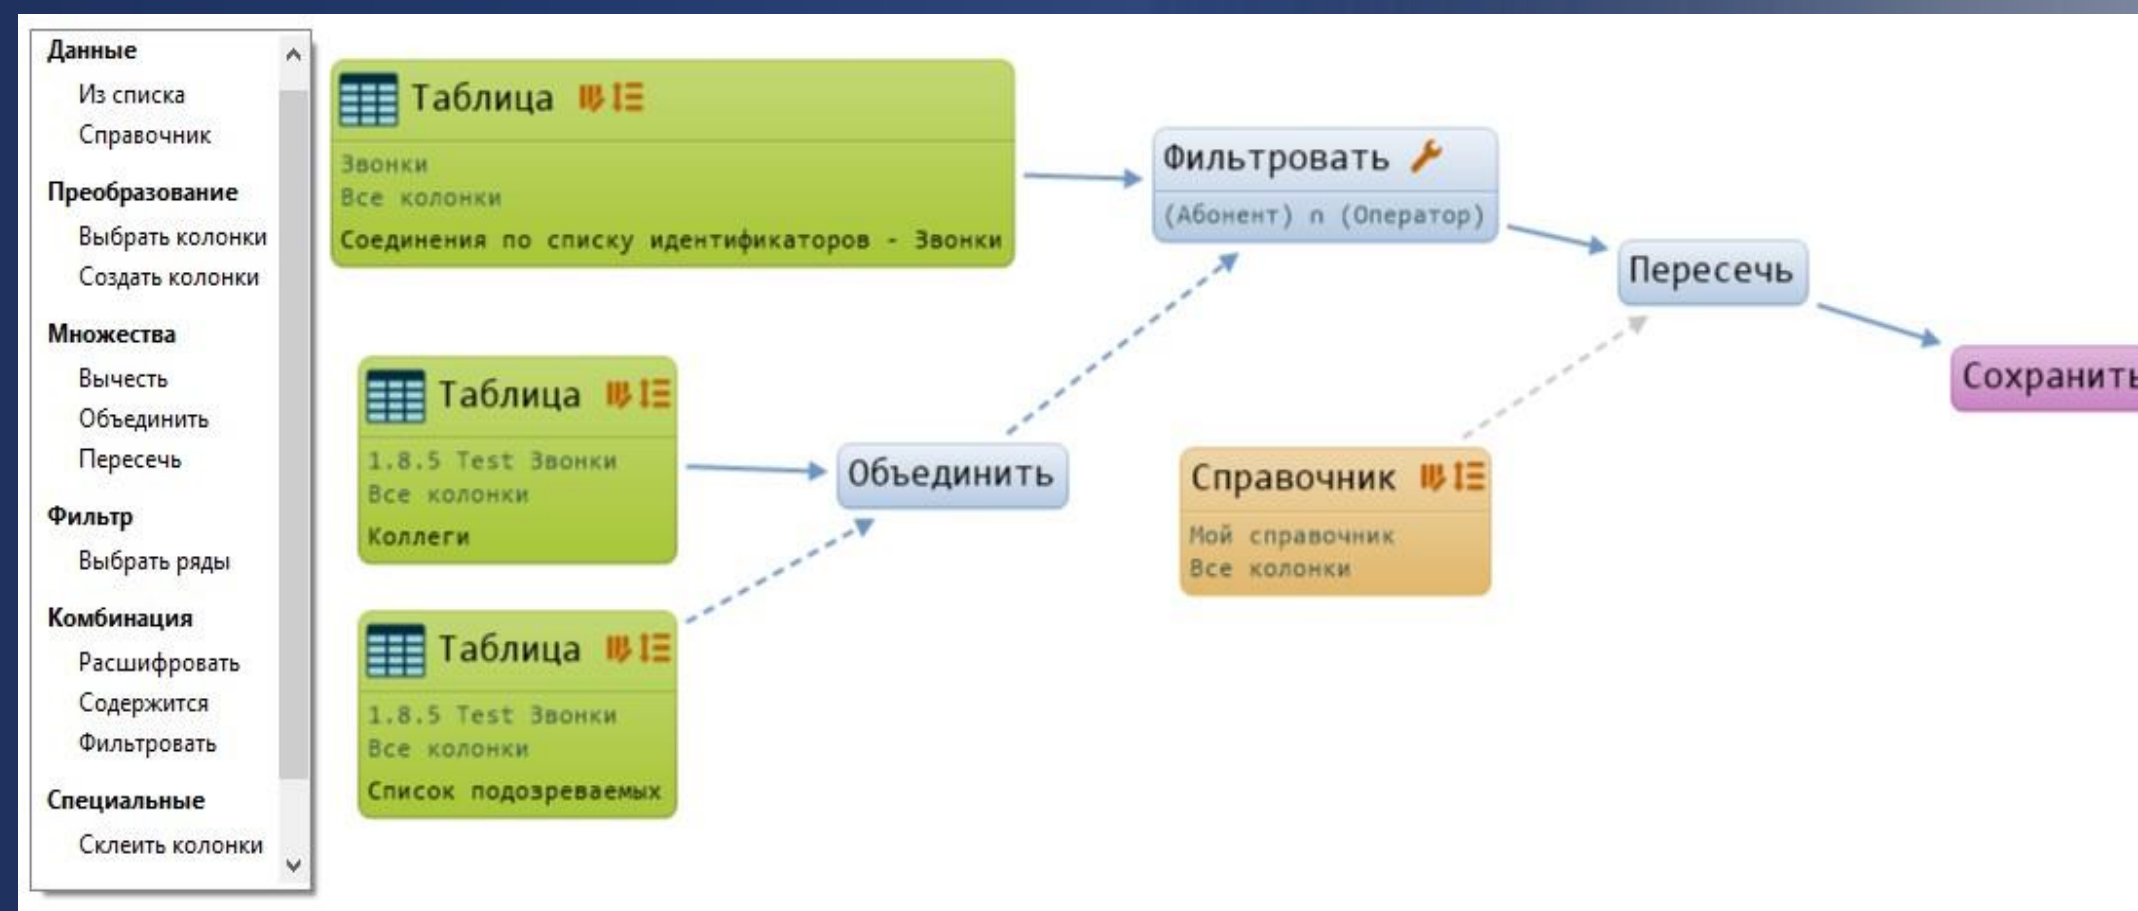 Данные
Из списка
Справочник
Преобразование
Выбрать колонки
Создать колонки
Множества
Вычесть
Объединить
Пересечь
Фильтр
Выбрать ряды
Комбинация
Расшифровать
Содержится
Фильтровать
Специальные
Склеить колонки
Таблица
Звонки
Все колонки
Соединения по списку идентификаторов - Звонки
Фильтровать
(Абонент) ∩ (Оператор)
Пересечь
Сохранить
Таблица
1.8.5 Test Звонки
Все колонки
Коллеги
Объединить
Справочник
Мой справочник
Все колонки
Таблица
1.8.5 Test Звонки
Все колонки
Список подозреваемых